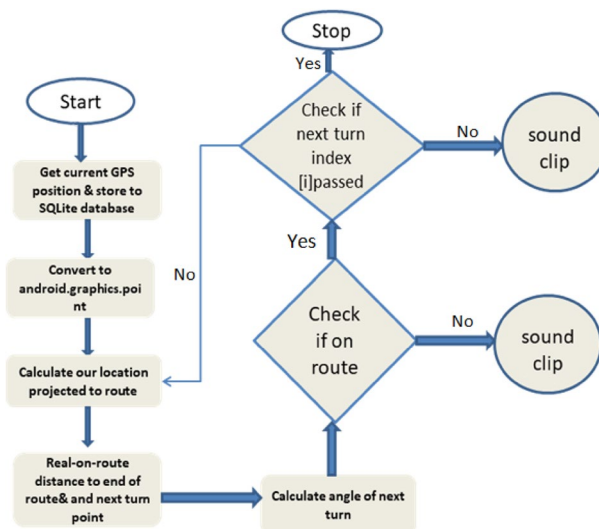 Stop
Yes
Start
Check if
next turn
index
[i]passed
No
sound
clip
Get current GPS
position & store to
SQLite database
Yes
No
Convert to
android.graphics.poi
nt
Check
if on
route
No
sound
clip
Calculate our location
projected to route
Real-on-route
distance to end of
route& and next turn
point
Calculate angle of next
turn